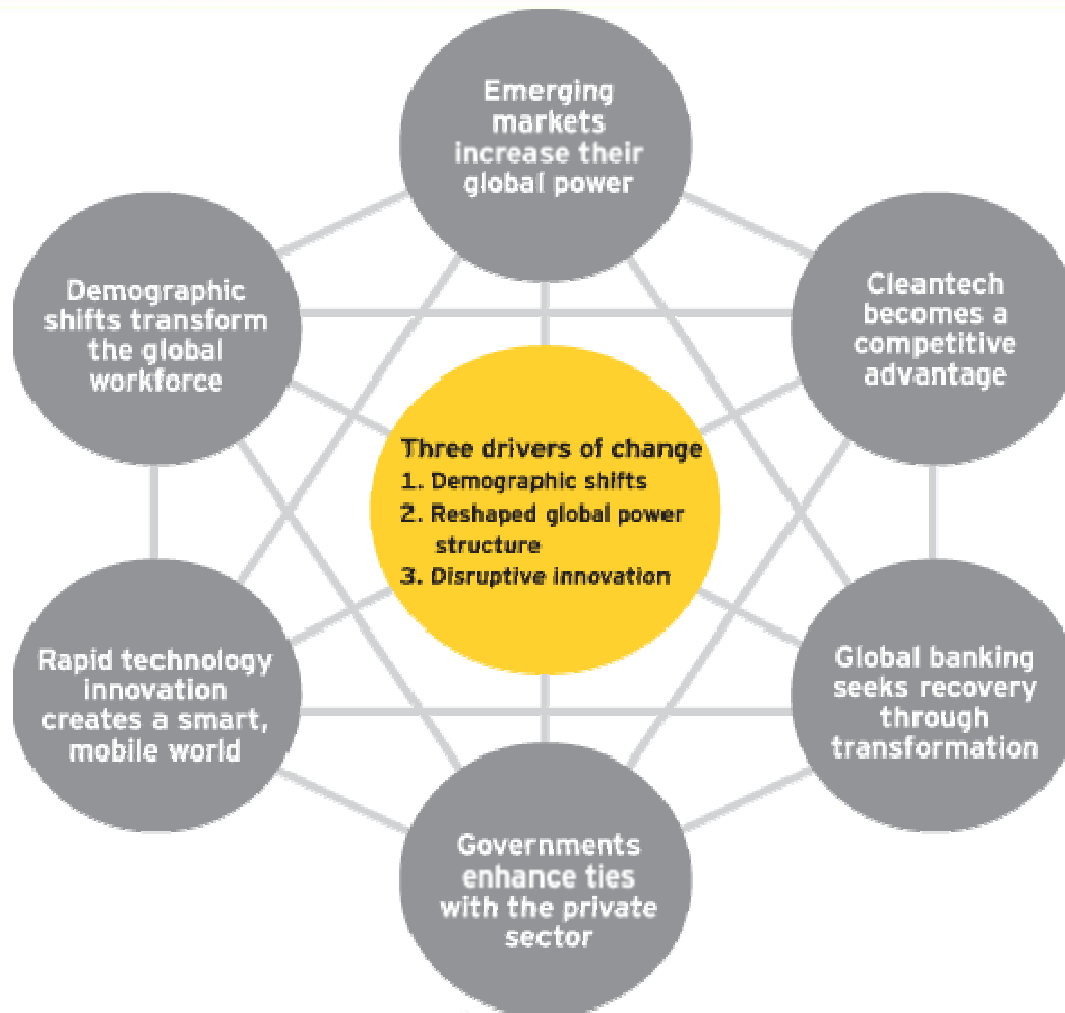 Emerging
markets
increase their
global power
Demographic
shifts transform
the global
workforce
Cleantech
becomes a
competitive
advantage
Three drivers of change
1. Demographic shifts
2. Reshaped global power
structure
3. Disruptive innovation
Rapid technology
innovation
creates a smart,
mobile world
Global banking
seeks recovery
through
transformation
Governments
enhance ties
with the private
sector